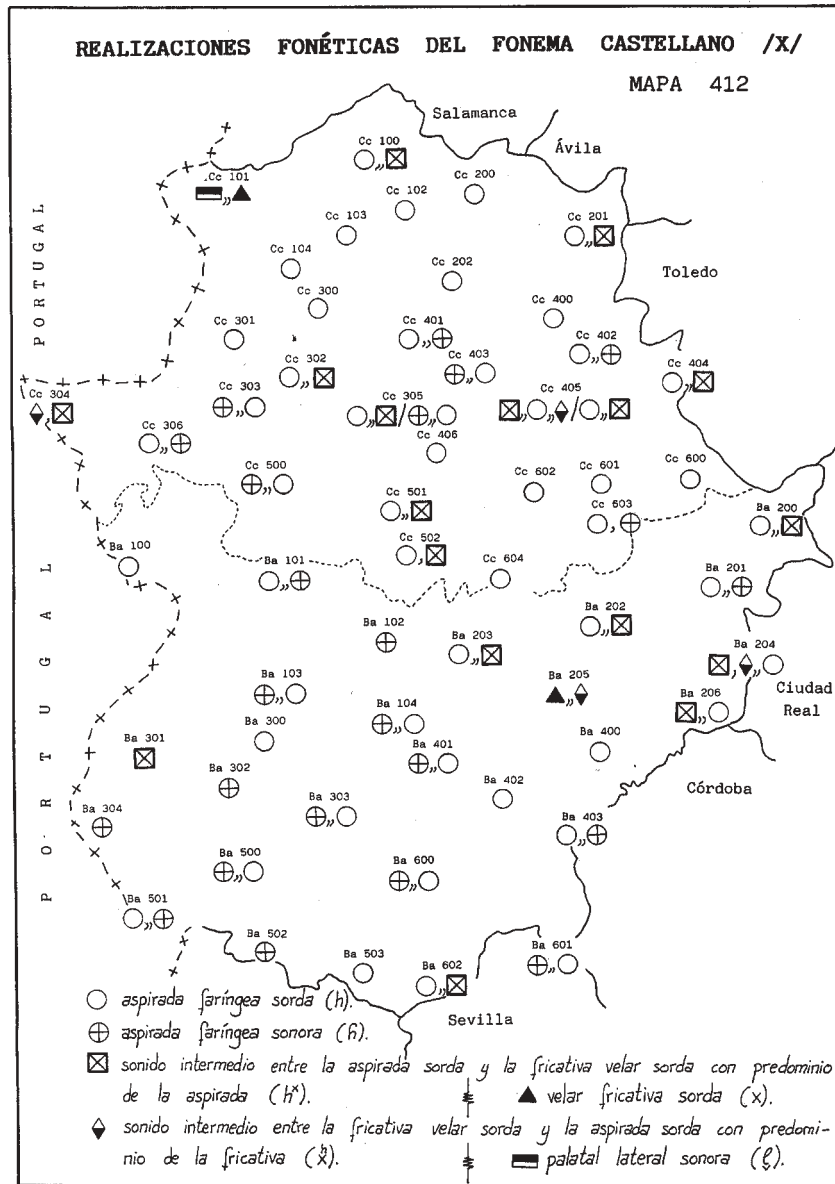 REALIZACIONES FONÉTICAS DEL FONEMA CASTELLANO /X/
MAPA 412
Salamanca
Ávila
Cc 100
Cc 101
Cc 200
Cc 102
Cc 103
Cc 201
Cc 104
Cc 202
Toledo
PORTUGAL
Cc 300
Cc 400
Cc 301
Cc 401
Cc 402
Cc 302
Cc 403
Cc 404
Cc 303
Cc 304
Cc 305
Cc 405
Cc 306
Cc 406
Cc 500
Cc 602
Cc 601
Cc 600
Cc 501
Cc 603
Ba 200
Cc 502
Ba 100
Ba 101
Cc 604
Ba 201
Ba 102
Ba 202
Ba 203
Ba 204
Ba 205
Ciudad
Real
Ba 103
Ba 206
Ba 104
Ba 300
Ba 301
Ba 400
Ba 401
Ba 302
Ba 402
Córdoba
Ba 303
Ba 304
Ba 403
Ba 500
Ba 600
PORTUGAL
Ba 501
Ba 502
Ba 503
Ba 601
Ba 602
Sevilla
aspirada faríngea sorda (h).
aspirada faríngea sonora (ɦ).
sonido intermedio entre la aspirada sorda y la fricativa velar sorda con predominio
de la aspirada (hˣ).
velar fricativa sorda (x).
sonido intermedio entre la fricativa velar sorda y la aspirada sorda con predomi-
nio de la fricativa
palatal lateral sonora